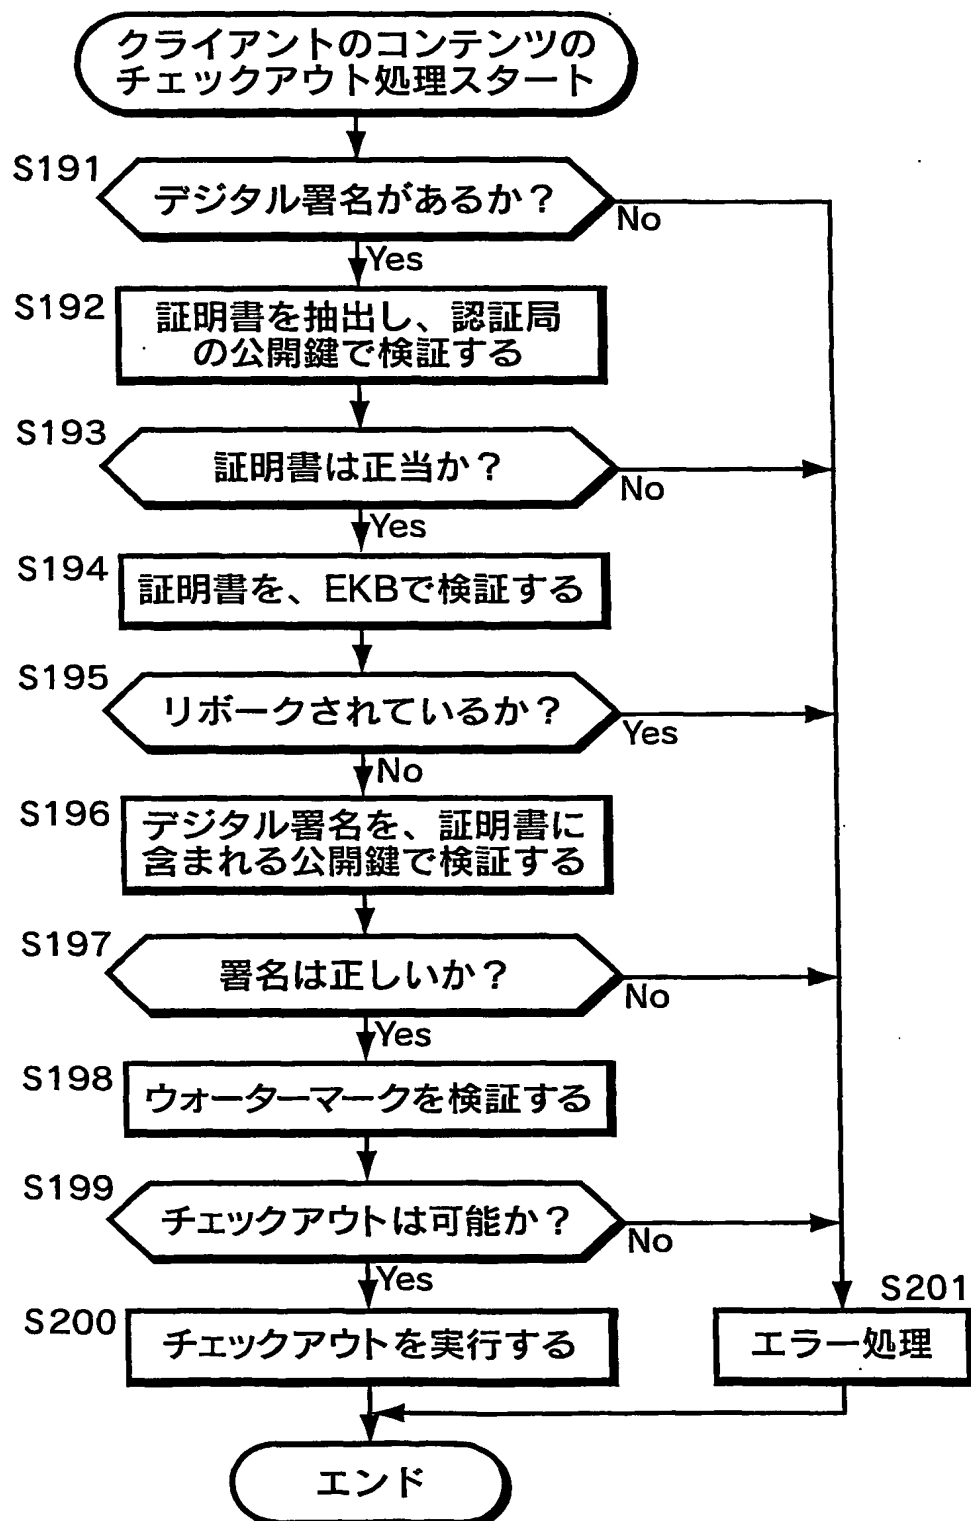 クライアントのコンテンツの
チェックアウト処理スタート
S191
デジタル署名があるか?
No
Yes
S192
証明書を抽出し、認証局
の公開鍵で検証する
S193
証明書は正当か?
No
Yes
S194
証明書を、EKBで検証する
S195
リボークされているか?
Yes
No
S196
デジタル署名を、証明書に
含まれる公開鍵で検証する
S197
署名は正しいか?
No
Yes
S198
ウォーターマークを検証する
S199
チェックアウトは可能か?
No
Yes
S200
チェックアウトを実行する
S201
エラー処理
エンド